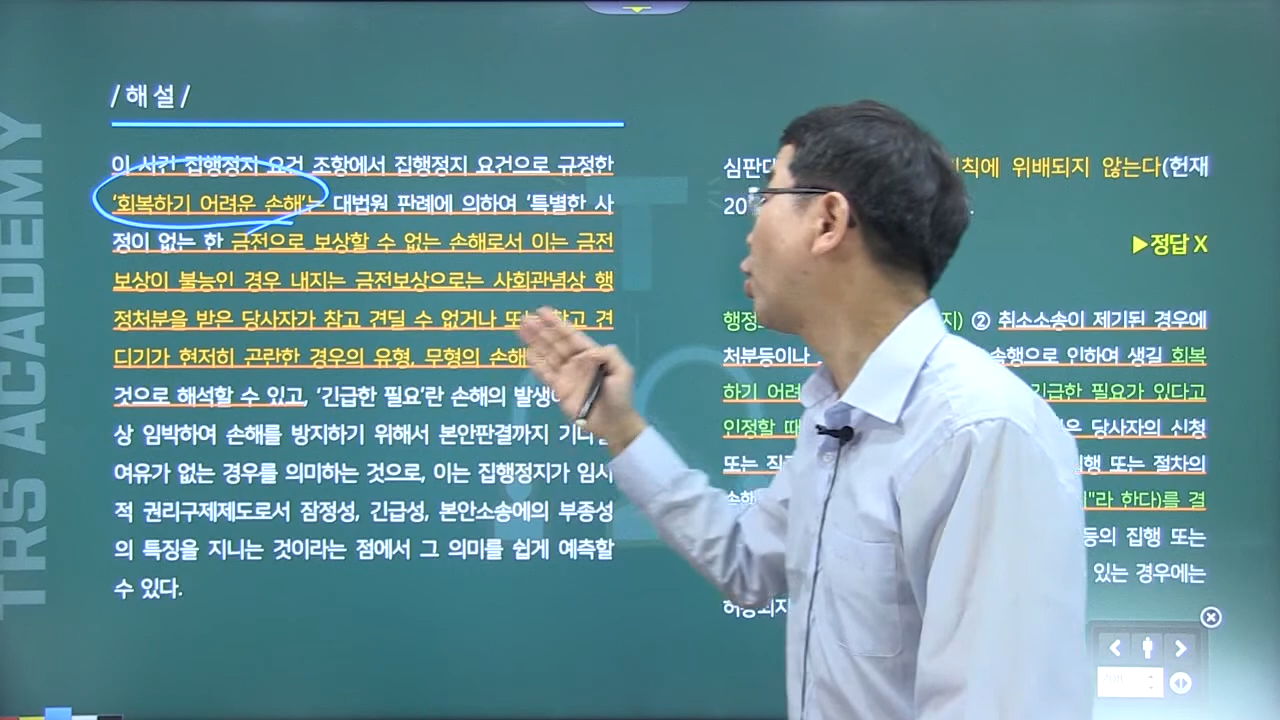 TRS ACADEMY
/ 해 설 /
이 사건 집행정지 요건 조항에서 집행정지 요건으로 규정한
'회복하기 어려운 손해'는 대법원 판례에 의하여 '특별한 사
정이 없는 한 금전으로 보상할 수 없는 손해로서 이는 금전
보상이 불능인 경우 내지는 금전보상으로는 사회관념상 행
정처분을 받은 당사자가 참고 견딜 수 없거나 또는 참고 견
디기가 현저히 곤란한 경우의 유형, 무형의 손해
것으로 해석할 수 있고, '긴급한 필요'란 손해의 발생이
상 임박하여 손해를 방지하기 위해서 본안판결까지 기다릴
여유가 없는 경우를 의미하는 것으로, 이는 집행정지가 임시
적 권리구제제도로서 잠정성, 긴급성, 본안소송에의 부종성
의 특징을 지니는 것이라는 점에서 그 의미를 쉽게 예측할
수 있다.
위배되지 않는다(헌재
20
▶정답 X
지) ② 취소소송이 제기된 경우에
처분등이나 속행으로 인하여 생길 회복
하기 긴급한 필요가 있다고
인정할 당사자의 신청
또는 또는 절차의
"라 한다)를 결
등의 집행 또는
있는 경우에는